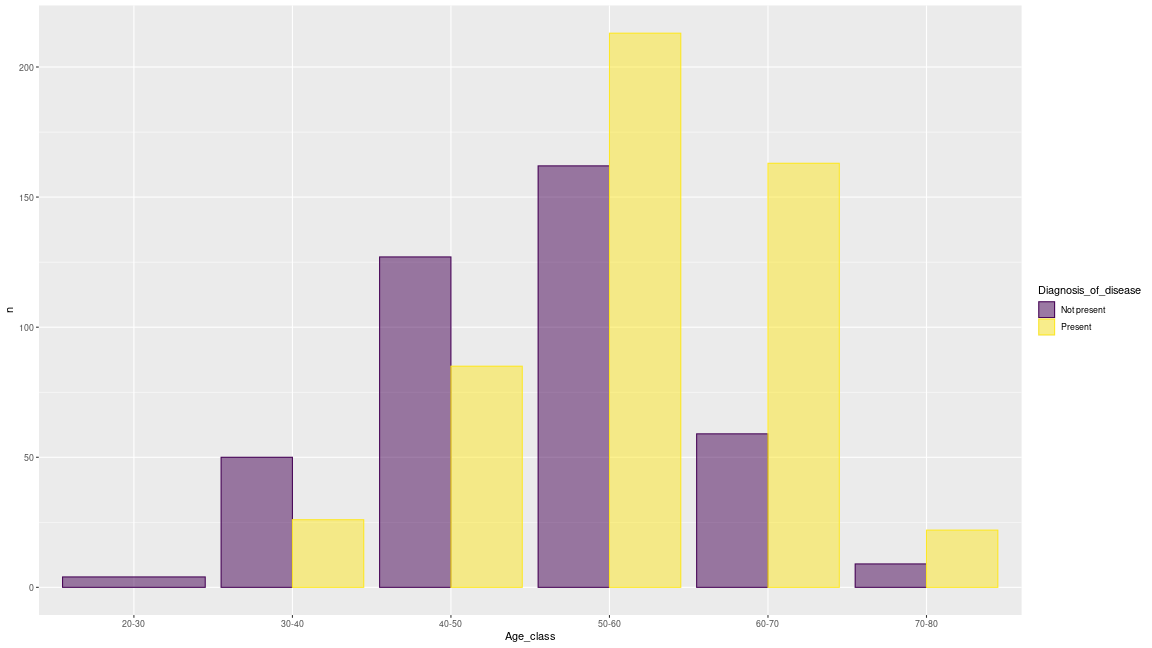 200
150
100
50
0
n
20-30
30-40
40-50
50-60
60-70
70-80
Age_class
Diagnosis_of_disease
Not present
Present